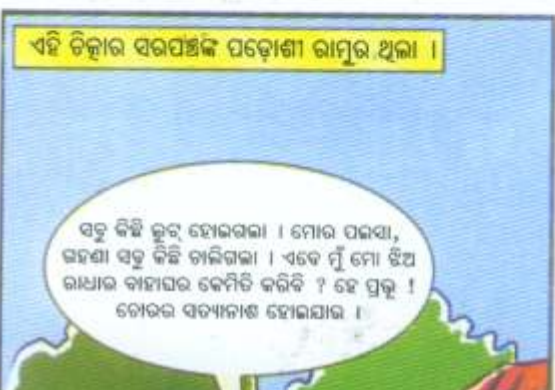 ଏହି ଚିତ୍କାର ସରପଞ୍ଚଙ୍କ ପଡ଼ୋଶୀ ରାମୁର ଥିଲା ।
ସବୁ କିଛି ଲୁଟ୍ ହୋଇଗଲା । ମୋର ପଇସା,
ଗହଣା ସବୁ କିଛି ଚାଲିଗଲା । ଏବେ ମୁଁ ମୋ ଝିଅ
ରାଧାର ବାହାଘର କେମିତି କରିବି ? ହେ ପ୍ରଭୂ !
ଚୋରର ସତ୍ୟାନାଶ ହୋଇଯାଉ ।